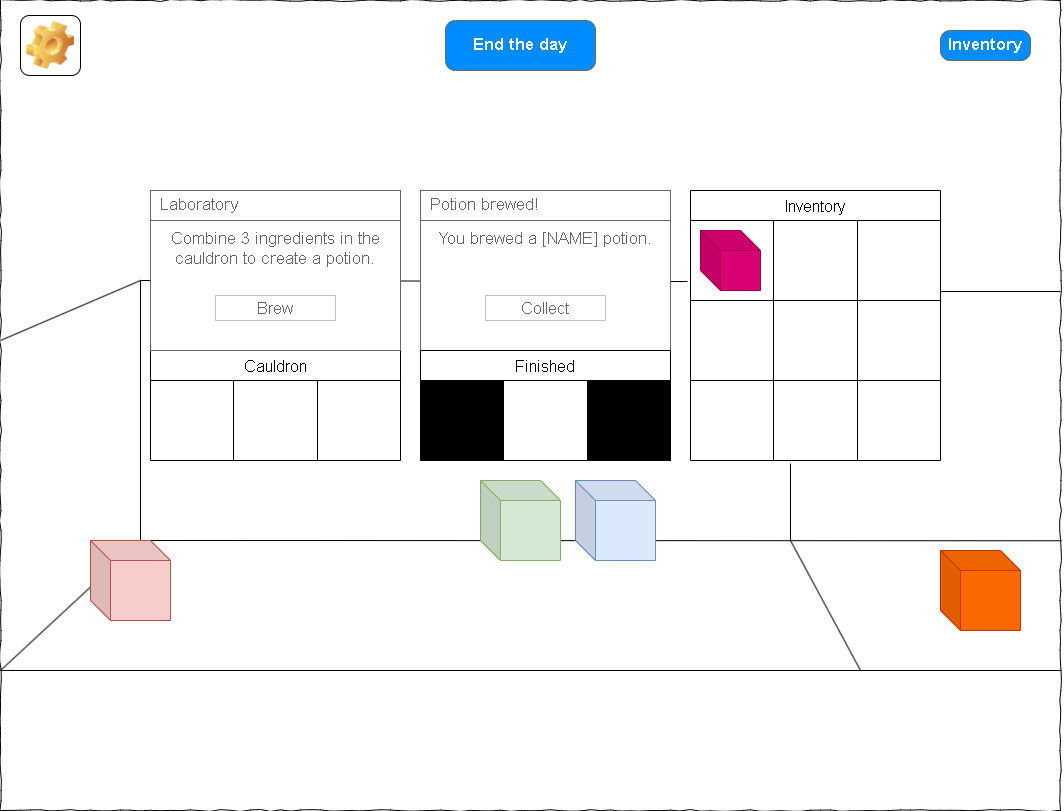 End the day
Inventory
Laboratory
Combine 3 ingredients in the
cauldron to create a potion.
Brew
Cauldron
Potion brewed!
You brewed a [NAME] potion.
Collect
Finished
Inventory